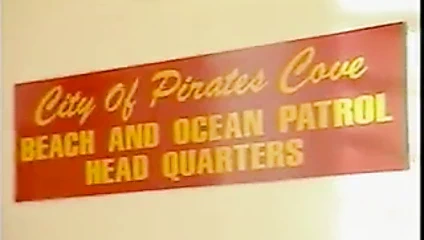 City Of Pirates Cove
BEACH AND OCEAN PATROL
HEAD QUARTERS